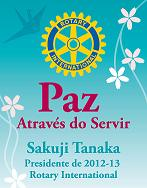 ROTARY
INTERNATIONAL
Paz
Através do Servir
Sakuji Tanaka
Presidente de 2012-13
Rotary International